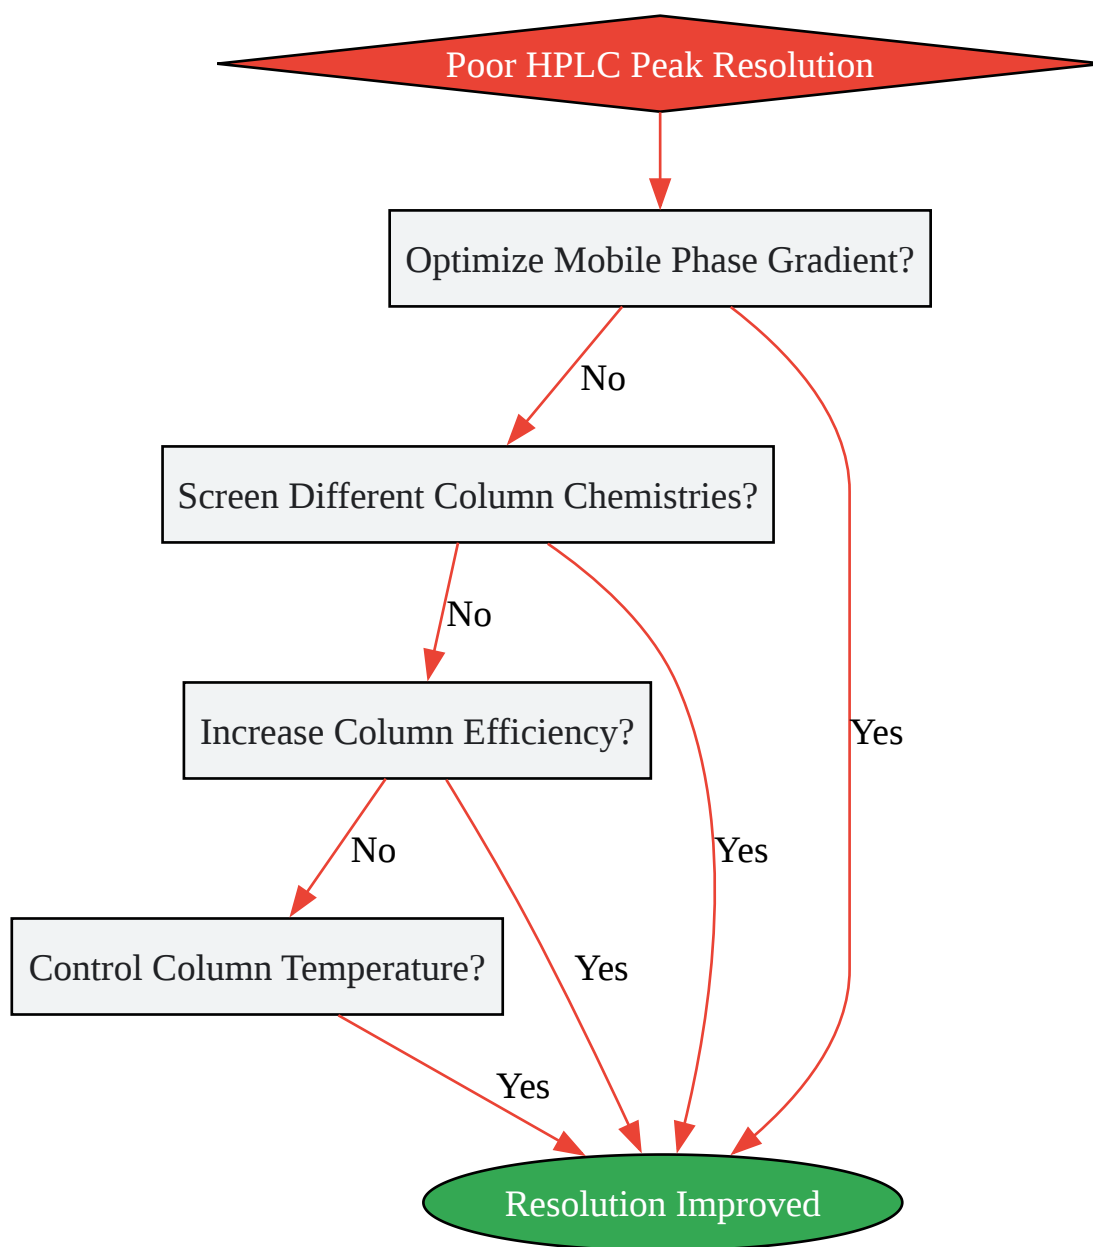 Poor HPLC Peak Resolution
Optimize Mobile Phase Gradient?
No
Screen Different Column Chemistries?
No
Increase Column Efficiency?
Yes
No
Yes
Control Column Temperature?
Yes
Yes
Resolution Improved